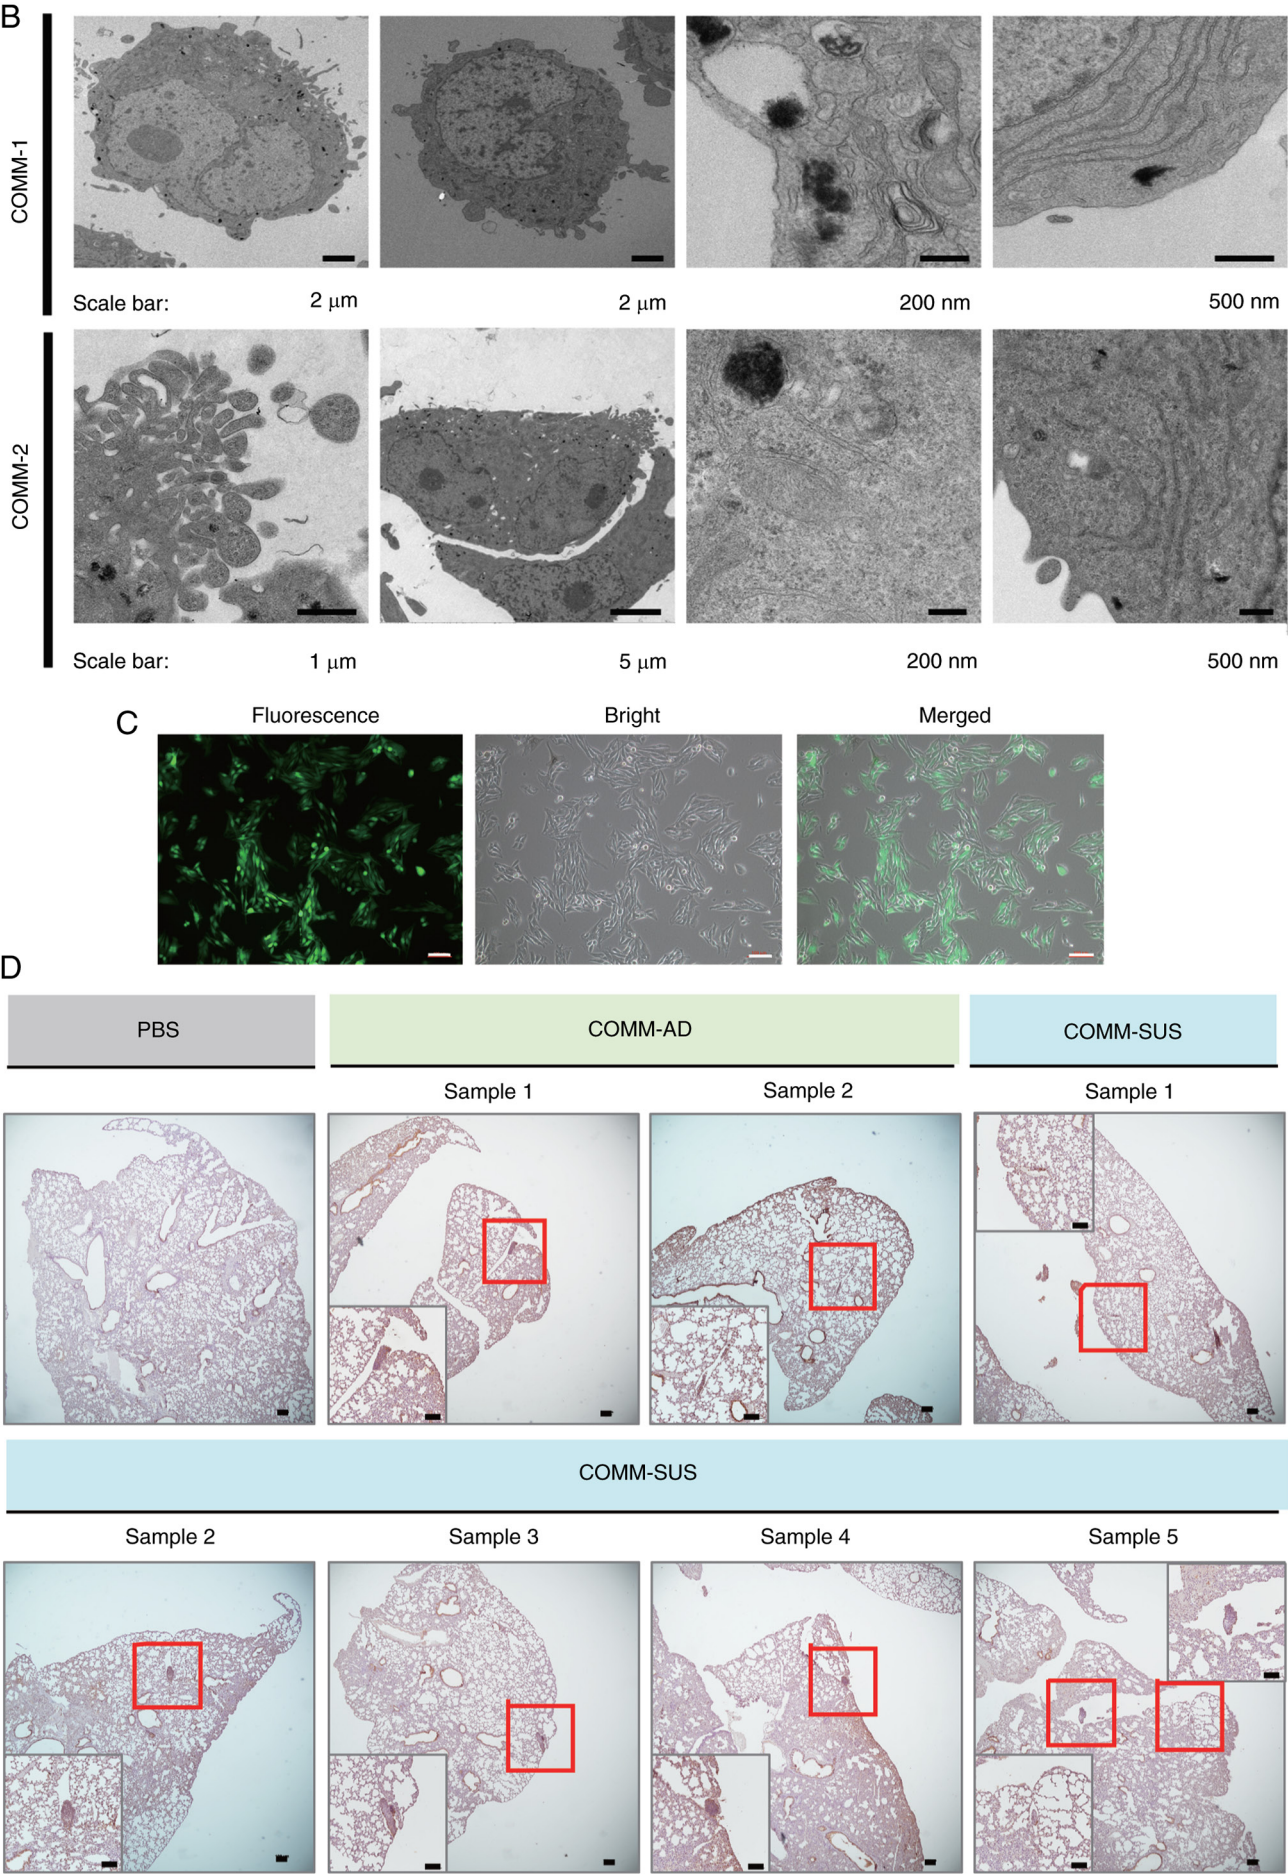 B
COMM-1
Scale bar: 2 μm 2 μm 200 nm 500 nm
COMM-2
Scale bar: 1 μm 5 μm 200 nm 500 nm
C
Fluorescence Bright Merged
D
PBS COMM-AD COMM-SUS
Sample 1 Sample 2 Sample 1
COMM-SUS
Sample 2 Sample 3 Sample 4 Sample 5